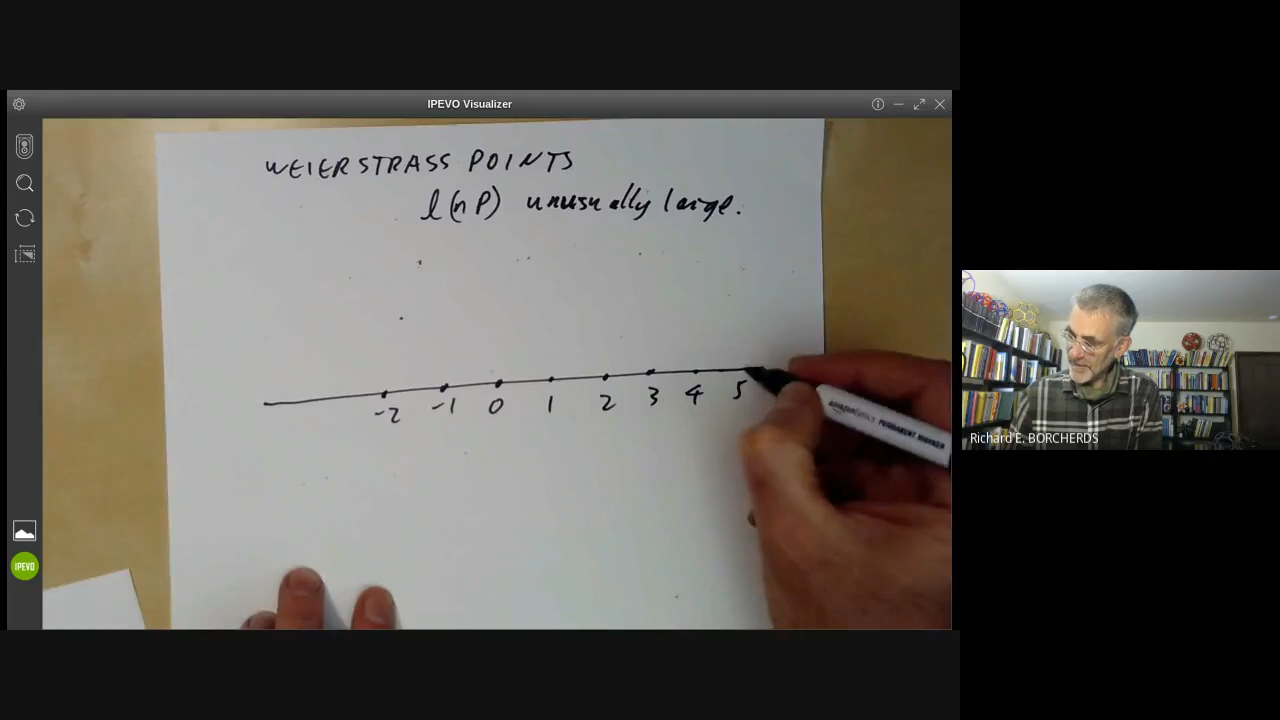 IPEVO Visualizer
WEIERSTRASS POINTS
l(nP) unusually large.
-2 -1 0 1 2 3 4 5
IPEVO
Richard E. BORCHERDS